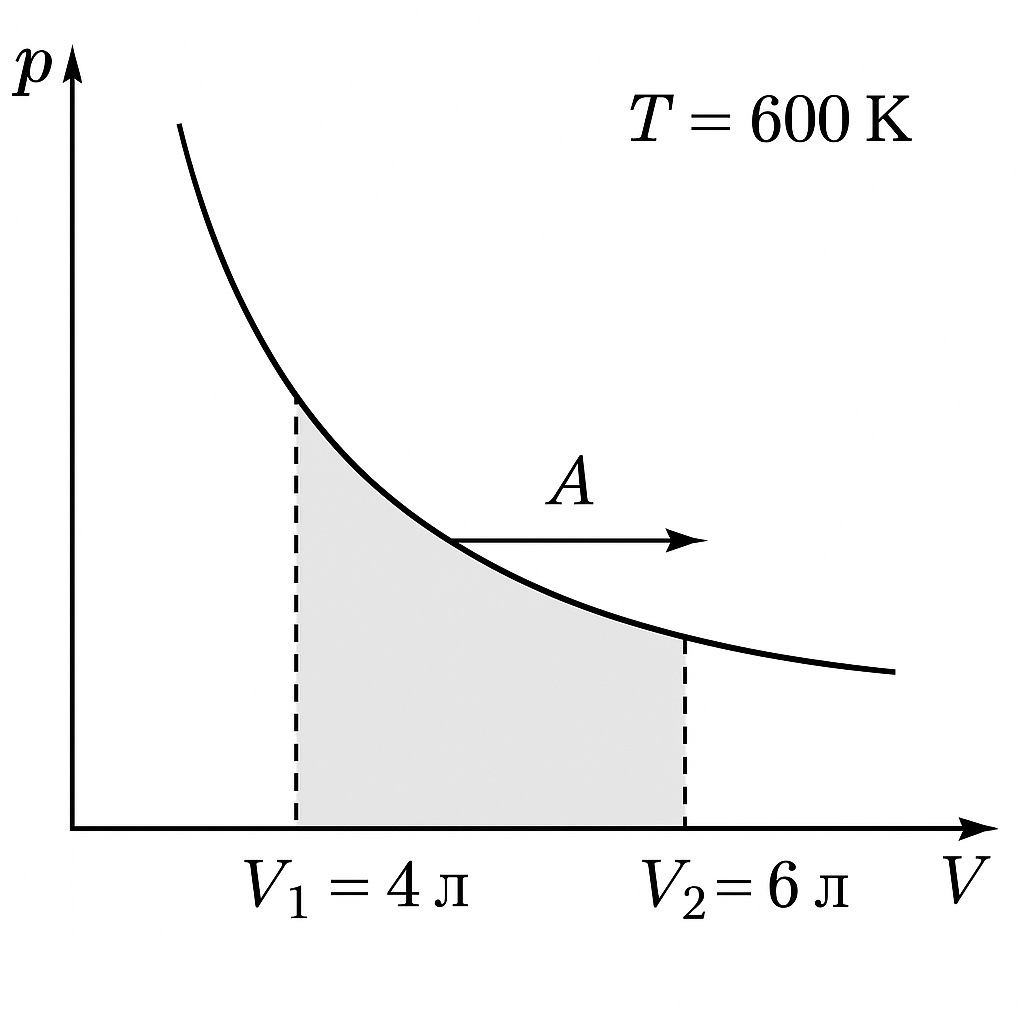 p
T = 600 К
A
V₁ = 4 л
V₂ = 6 л
V